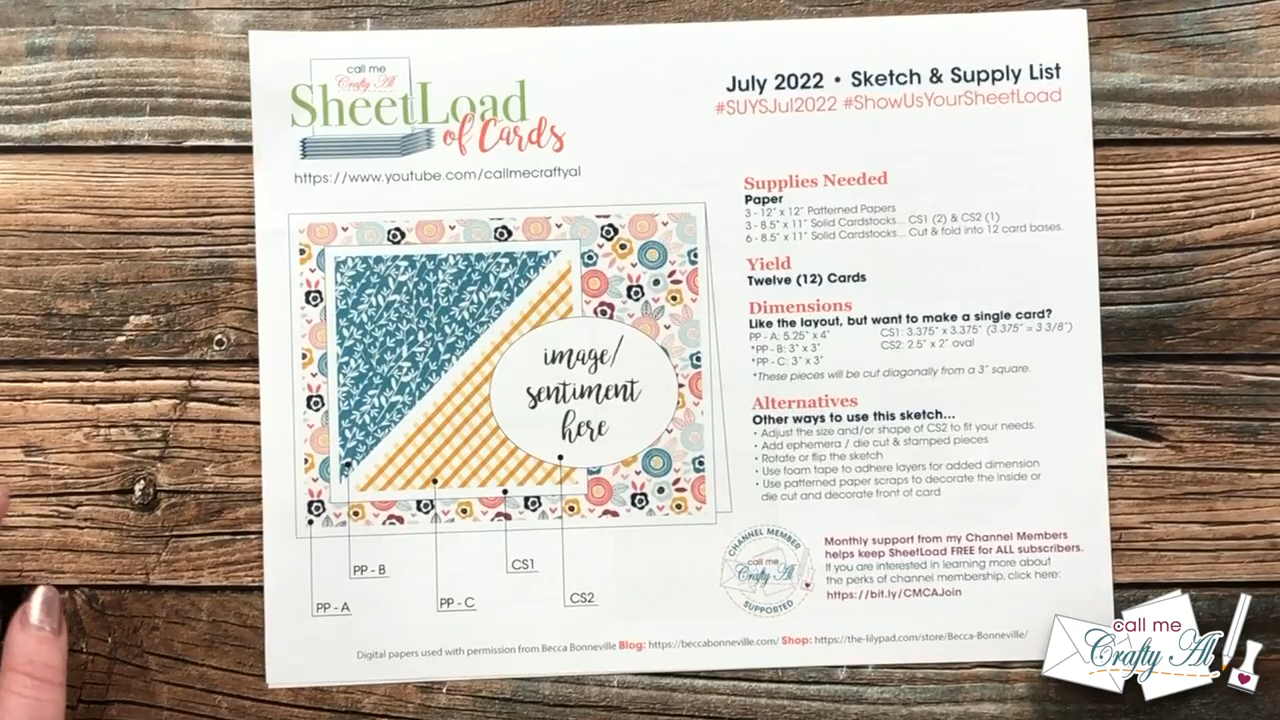 call me
Crafty Al
SheetLoad
of Cards
https://www.youtube.com/callmecraftyal
July 2022 • Sketch & Supply List
#SUYSJul2022 #ShowUsYourSheetLoad
image/
sentiment
here
PP - A
PP - B
PP - C
CS1
CS2
Supplies Needed
Paper
3 - 12" x 12" Patterned Papers
3 - 8.5" x 11" Solid Cardstocks... CS1 (2) & CS2 (1)
6 - 8.5" x 11" Solid Cardstocks... Cut & fold into 12 card bases.
Yield
Twelve (12) Cards
Dimensions
Like the layout, but want to make a single card?
PP - A: 5.25" x 4" CS1: 3.375" x 3.375" (3.375" = 3 3/8")
*PP - B: 3" x 3" CS2: 2.5" x 2" oval
*PP - C: 3" x 3"
*These pieces will be cut diagonally from a 3" square.
Alternatives
Other ways to use this sketch...
• Adjust the size and/or shape of CS2 to fit your needs.
• Add ephemera / die cut & stamped pieces
• Rotate or flip the sketch
• Use foam tape to adhere layers for added dimension
• Use patterned paper scraps to decorate the inside or
die cut and decorate front of card
CHANNEL MEMBER
call me
Crafty Al
SUPPORTED
Monthly support from my Channel Members
helps keep SheetLoad FREE for ALL subscribers.
If you are interested in learning more about
the perks of channel membership, click here:
https://bit.ly/CMCAJoin
Digital papers used with permission from Becca Bonneville Blog: https://beccabonneville.com/ Shop: https://the-lilypad.com/store/Becca-Bonneville/
call me
Crafty Al